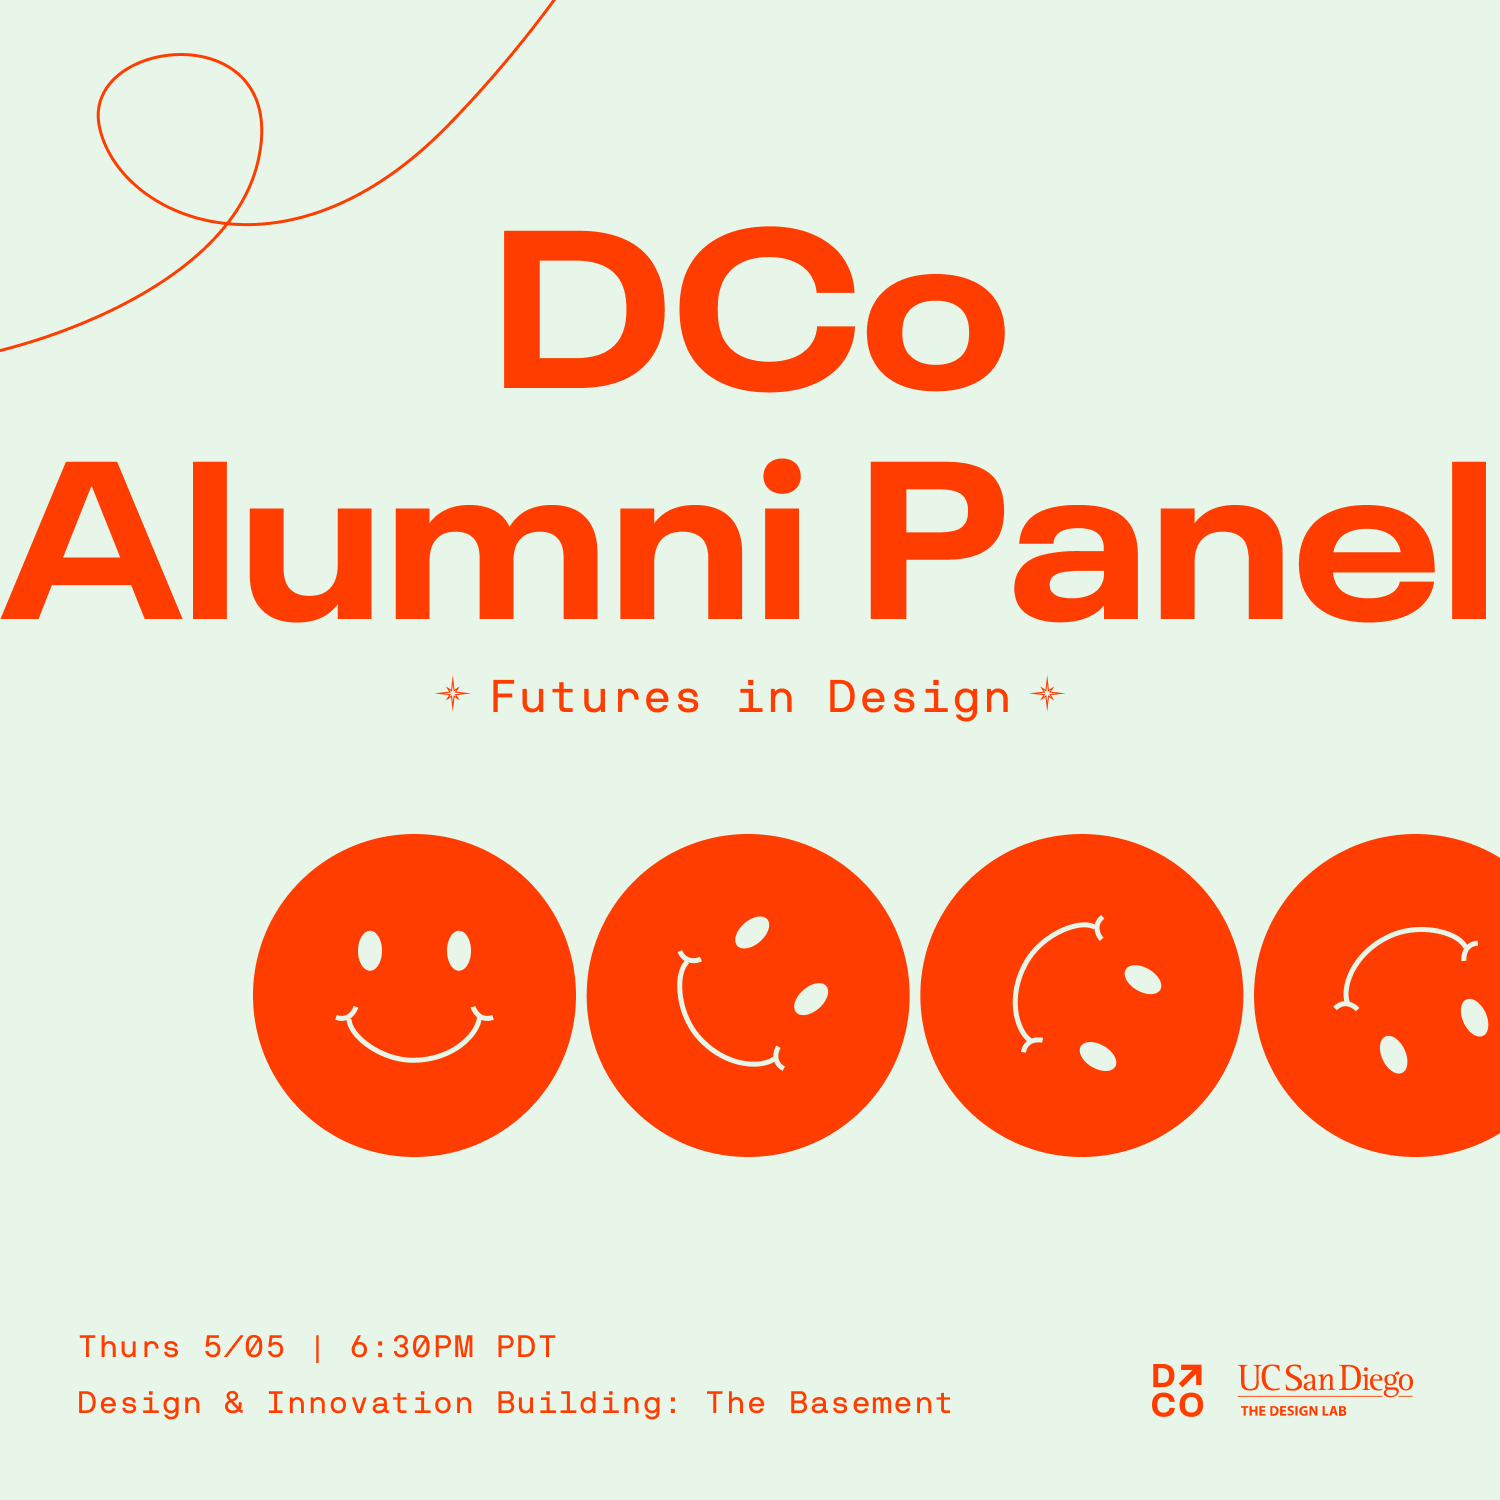 DCo
Alumni Panel
Futures in Design
Thurs 5/05 | 6:30PM PDT
Design & Innovation Building: The Basement
D↗
CO
UC San Diego
THE DESIGN LAB